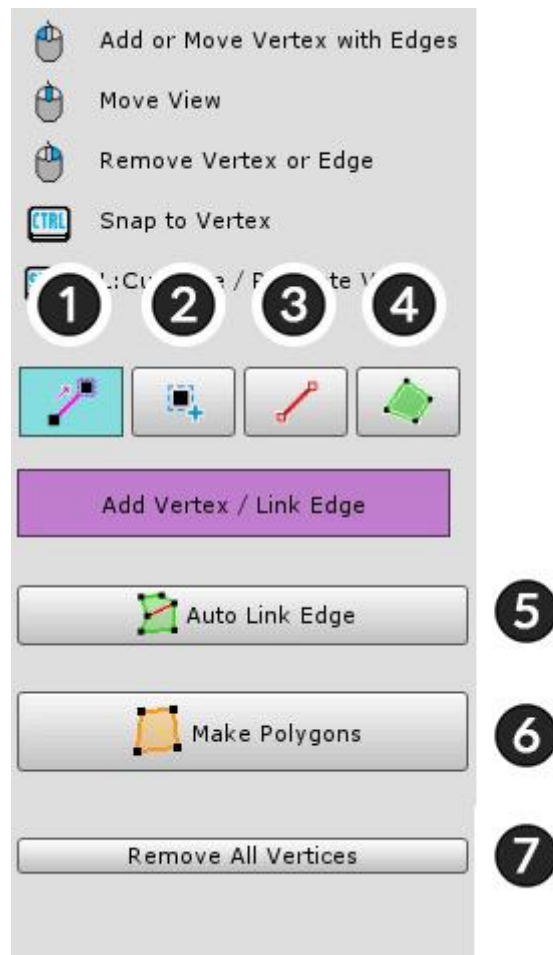 Add or Move Vertex with Edges
Move View
Remove Vertex or Edge
CTRL Snap to Vertex
1 2 3 4
Add Vertex / Link Edge
Auto Link Edge 5
Make Polygons 6
Remove All Vertices 7